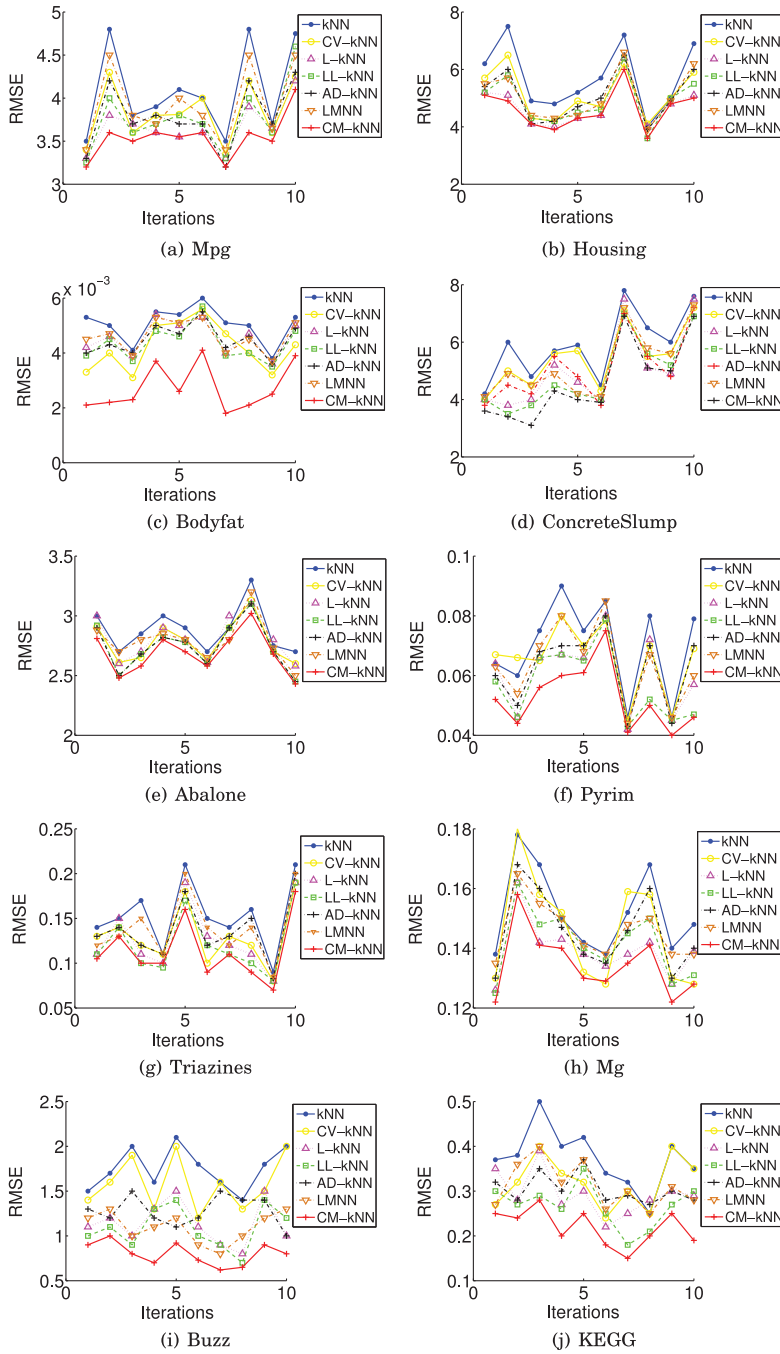 RMSE
5
4.5
4
3.5
3
0
5
10
Iterations
kNN
CV–kNN
L–kNN
LL–kNN
AD–kNN
LMNN
CM–kNN
(a) Mpg
RMSE
8
6
4
2
0
5
10
Iterations
kNN
CV–kNN
L–kNN
LL–kNN
AD–kNN
LMNN
CM–kNN
(b) Housing
RMSE
x 10⁻³
6
4
2
0
0
5
10
Iterations
kNN
CV–kNN
L–kNN
LL–kNN
AD–kNN
LMNN
CM–kNN
(c) Bodyfat
RMSE
8
6
4
2
0
5
10
Iterations
kNN
CV–kNN
L–kNN
LL–kNN
AD–kNN
LMNN
CM–kNN
(d) ConcreteSlump
RMSE
3.5
3
2.5
2
0
5
10
Iterations
kNN
CV–kNN
L–kNN
LL–kNN
AD–kNN
LMNN
CM–kNN
(e) Abalone
RMSE
0.1
0.08
0.06
0.04
0
5
10
Iterations
kNN
CV–kNN
L–kNN
LL–kNN
AD–kNN
LMNN
CM–kNN
(f) Pyrim
RMSE
0.25
0.2
0.15
0.1
0.05
0
5
10
Iterations
kNN
CV–kNN
L–kNN
LL–kNN
AD–kNN
LMNN
CM–kNN
(g) Triazines
RMSE
0.18
0.16
0.14
0.12
0
5
10
Iterations
kNN
CV–kNN
L–kNN
LL–kNN
AD–kNN
LMNN
CM–kNN
(h) Mg
RMSE
2.5
2
1.5
1
0.5
0
5
10
Iterations
kNN
CV–kNN
L–kNN
LL–kNN
AD–kNN
LMNN
CM–kNN
(i) Buzz
RMSE
0.5
0.4
0.3
0.2
0.1
0
5
10
Iterations
kNN
CV–kNN
L–kNN
LL–kNN
AD–kNN
LMNN
CM–kNN
(j) KEGG